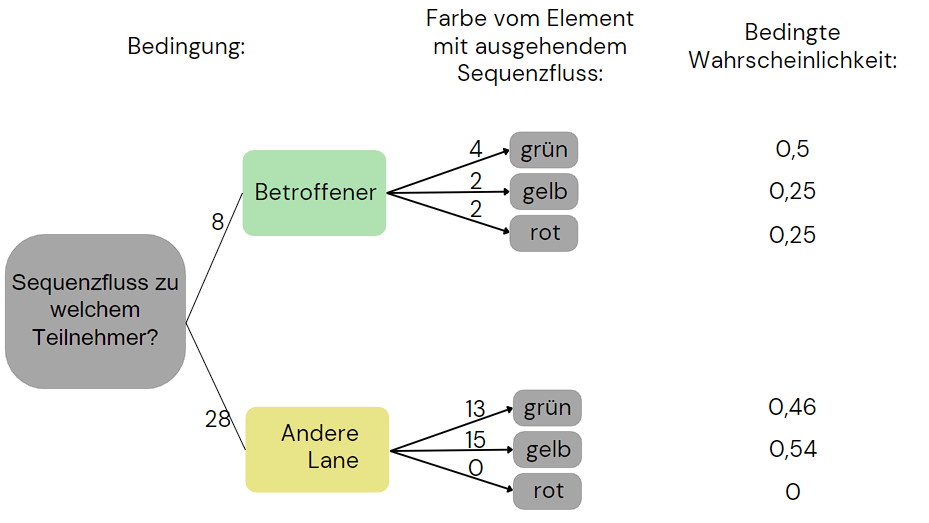 Bedingung:
Farbe vom Element
mit ausgehendem
Sequenzfluss:
Bedingte
Wahrscheinlichkeit:
Sequenzfluss zu
welchem
Teilnehmer?
8
Betroffener
4
grün
0,5
2
gelb
0,25
2
rot
0,25
28
Andere
Lane
13
grün
0,46
15
gelb
0,54
0
rot
0